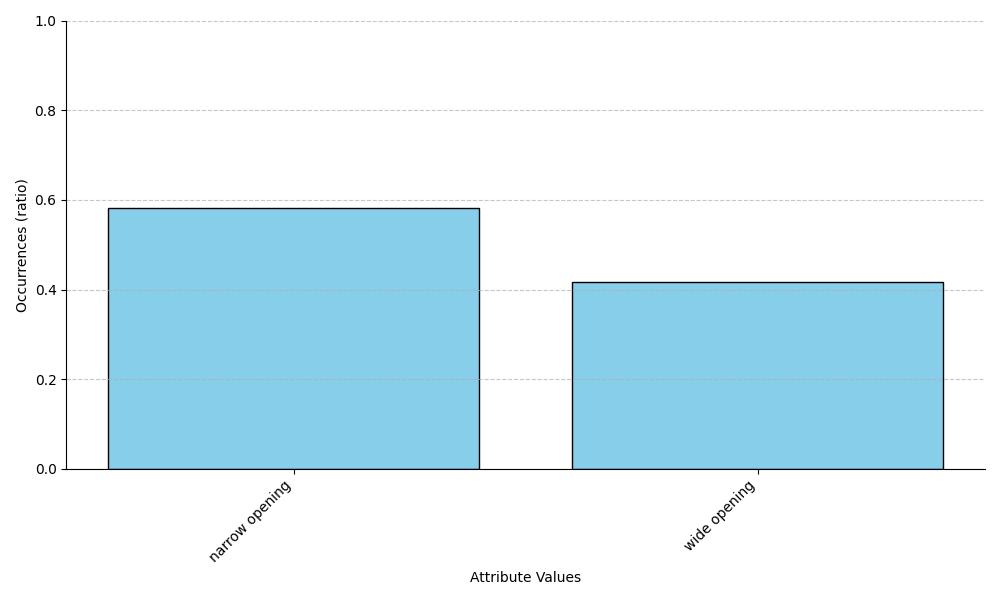 1.0
0.8
0.6
0.4
0.2
0.0
Occurrences (ratio)
narrow opening
wide opening
Attribute Values